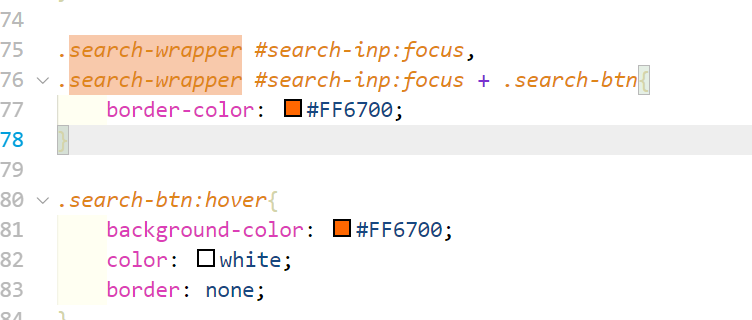 74
75 .search-wrapper #search-inp:focus,
76 .search-wrapper #search-inp:focus + .search-btn{
77 border-color: #FF6700;
78 }
79
80 .search-btn:hover{
81 background-color: #FF6700;
82 color: white;
83 border: none;
84 }